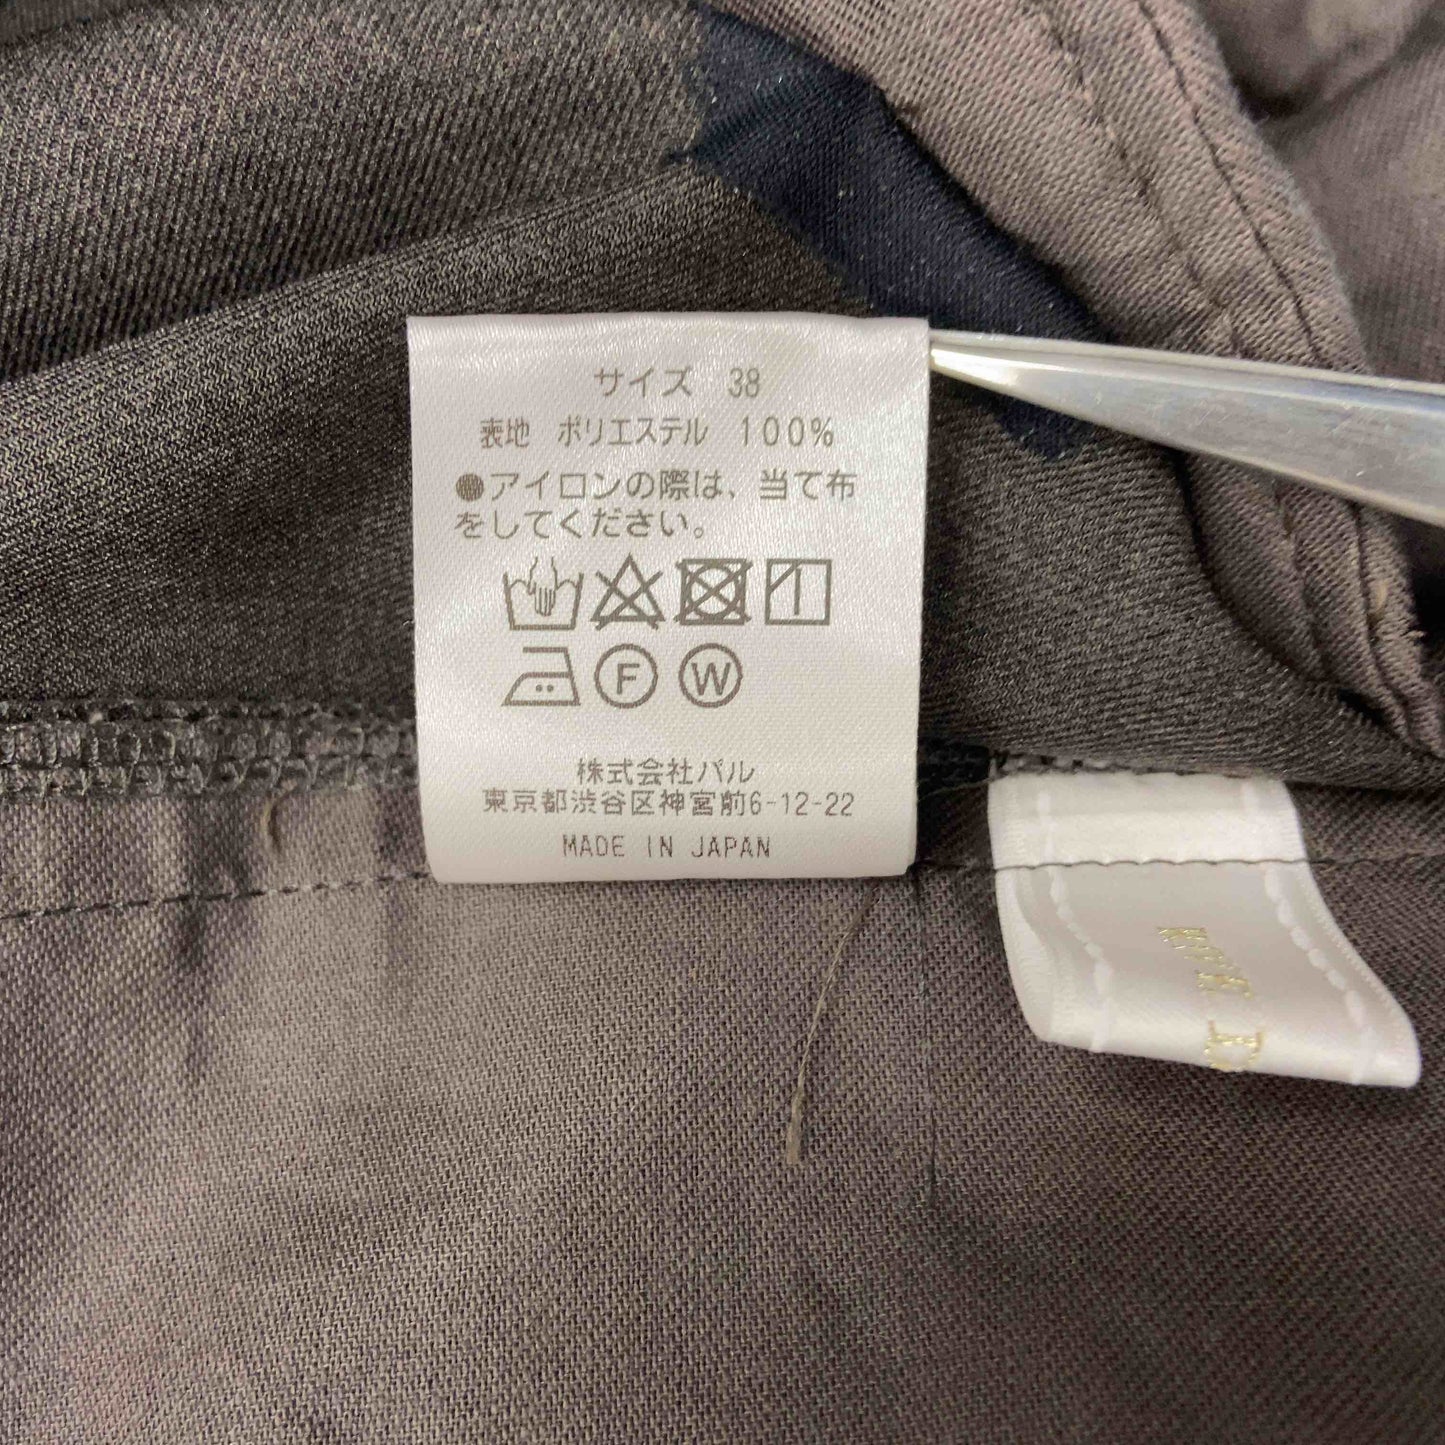 サイズ 38
表地 ポリエステル 100%
●アイロンの際は、当て布
をしてください。
F W
株式会社パル
東京都渋谷区神宮前6-12-22
MADE IN JAPAN